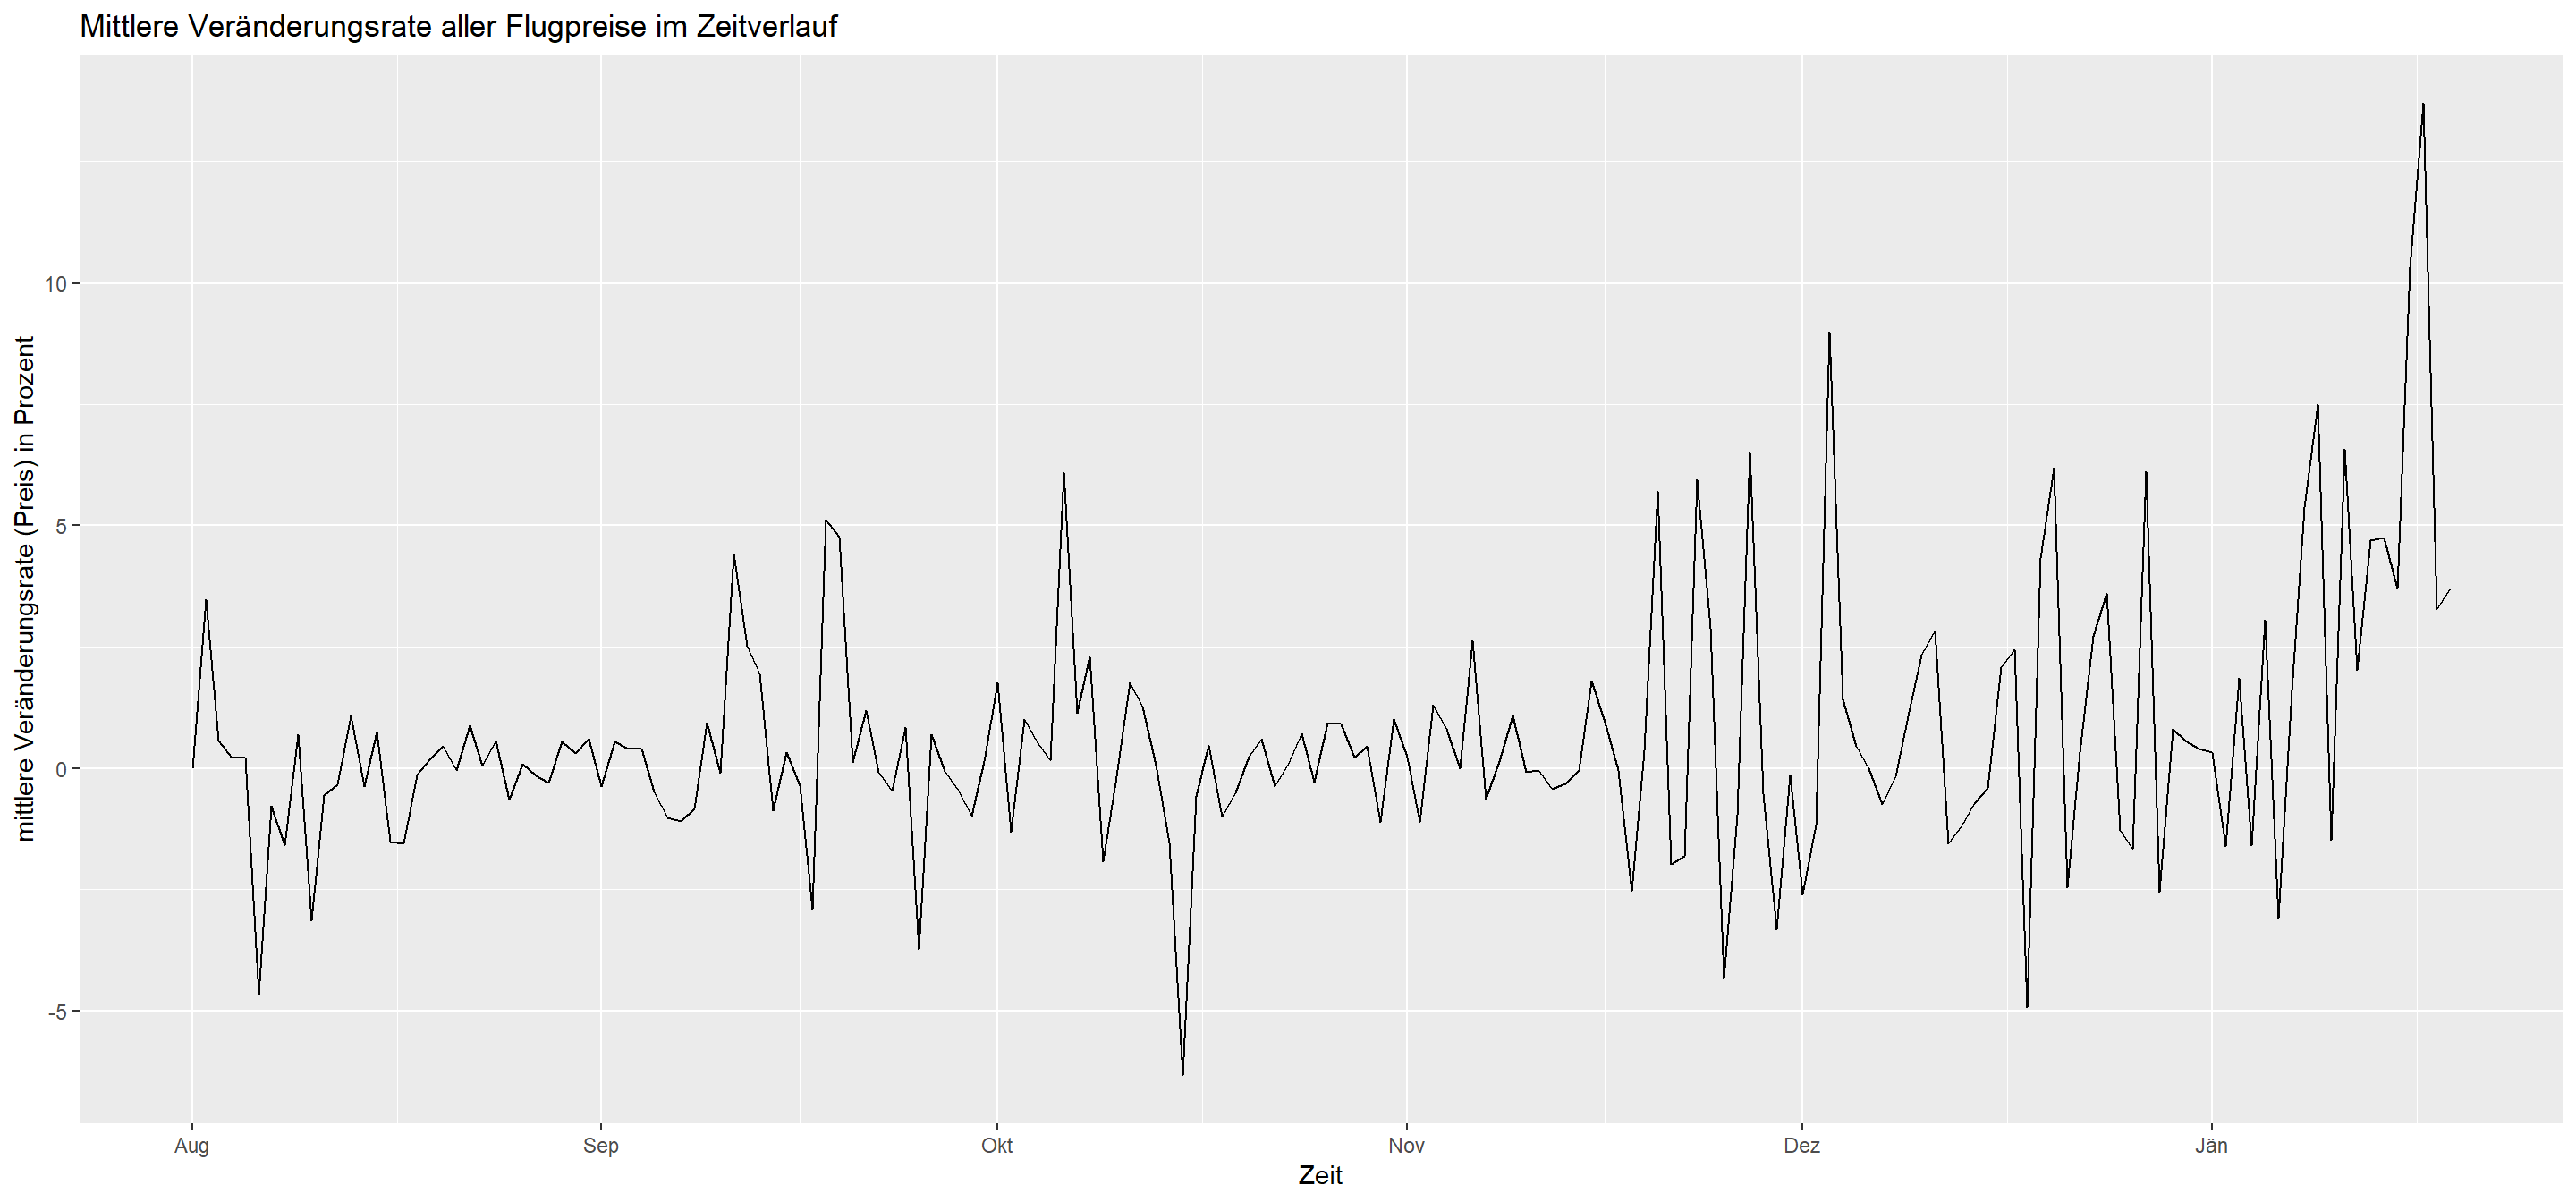 Mittlere Veränderungsrate aller Flugpreise im Zeitverlauf
mittlere Veränderungsrate (Preis) in Prozent
10
5
0
-5
Aug
Sep
Okt
Nov
Dez
Jän
Zeit